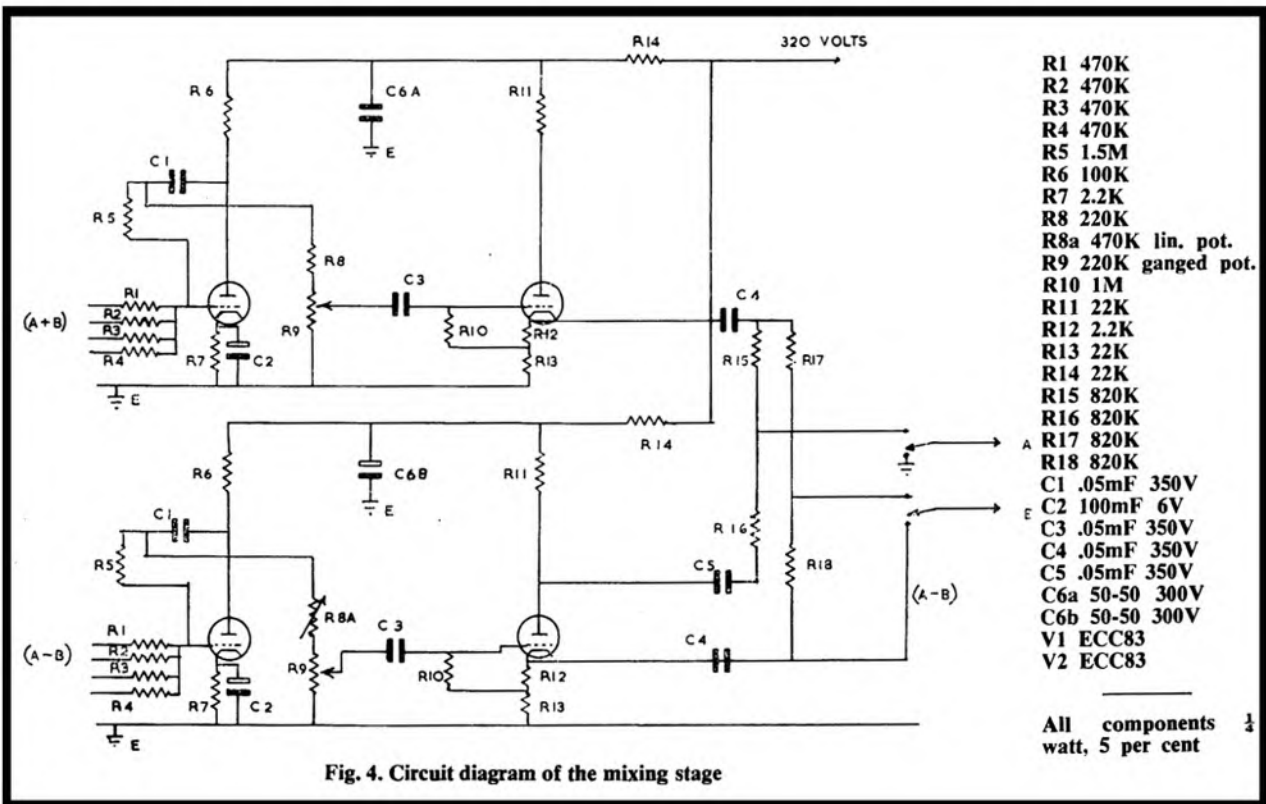 R14
320 VOLTS
R6
C6A
R11
E
C1
R5
R8
C3
C4
(A+B)
R1
R2
R3
R4
R9
R10
R12
R7
C2
R13
R15
R17
E
R14
R6
C6B
R11
A
E
C1
R16
E
R5
C5
R18
R8A
(A-B)
C3
C4
(A~B)
R1
R2
R3
R4
R9
R10
R12
R7
C2
R13
E
R1 470K
R2 470K
R3 470K
R4 470K
R5 1.5M
R6 100K
R7 2.2K
R8 220K
R8a 470K lin. pot.
R9 220K ganged pot.
R10 1M
R11 22K
R12 2.2K
R13 22K
R14 22K
R15 820K
R16 820K
R17 820K
R18 820K
C1 .05mF 350V
C2 100mF 6V
C3 .05mF 350V
C4 .05mF 350V
C5 .05mF 350V
C6a 50-50 300V
C6b 50-50 300V
V1 ECC83
V2 ECC83
All components ¼
watt, 5 per cent
Fig. 4. Circuit diagram of the mixing stage